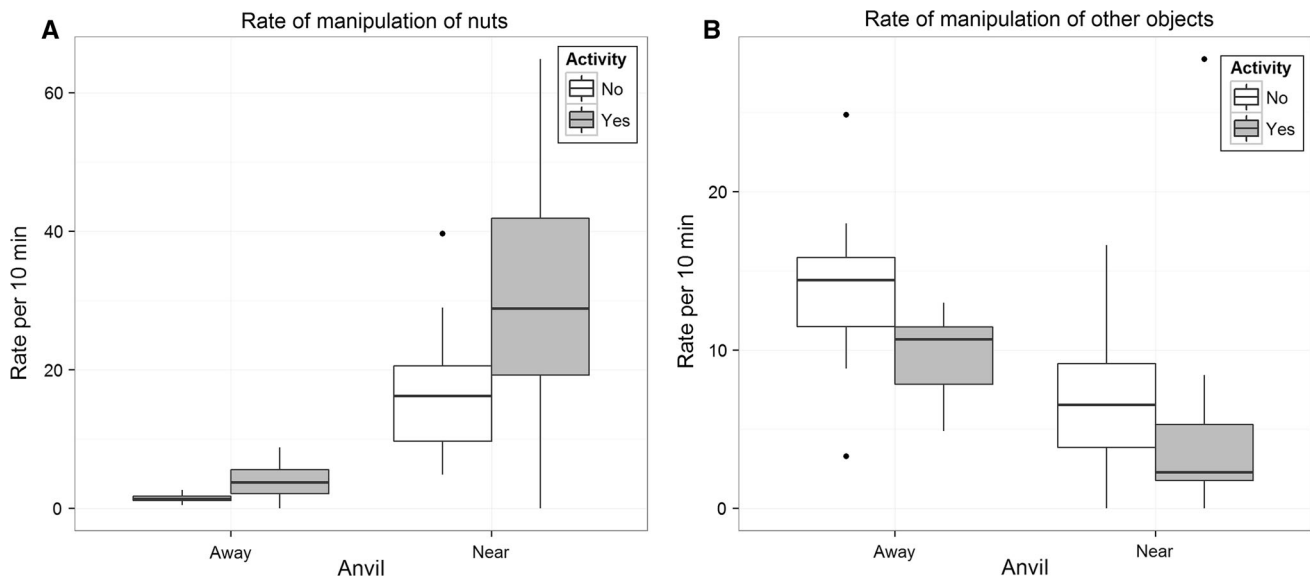 A
Rate of manipulation of nuts
Rate per 10 min
60
40
20
0
Activity
No
Yes
Away
Near
Anvil
B
Rate of manipulation of other objects
Rate per 10 min
20
10
0
Activity
No
Yes
Away
Near
Anvil